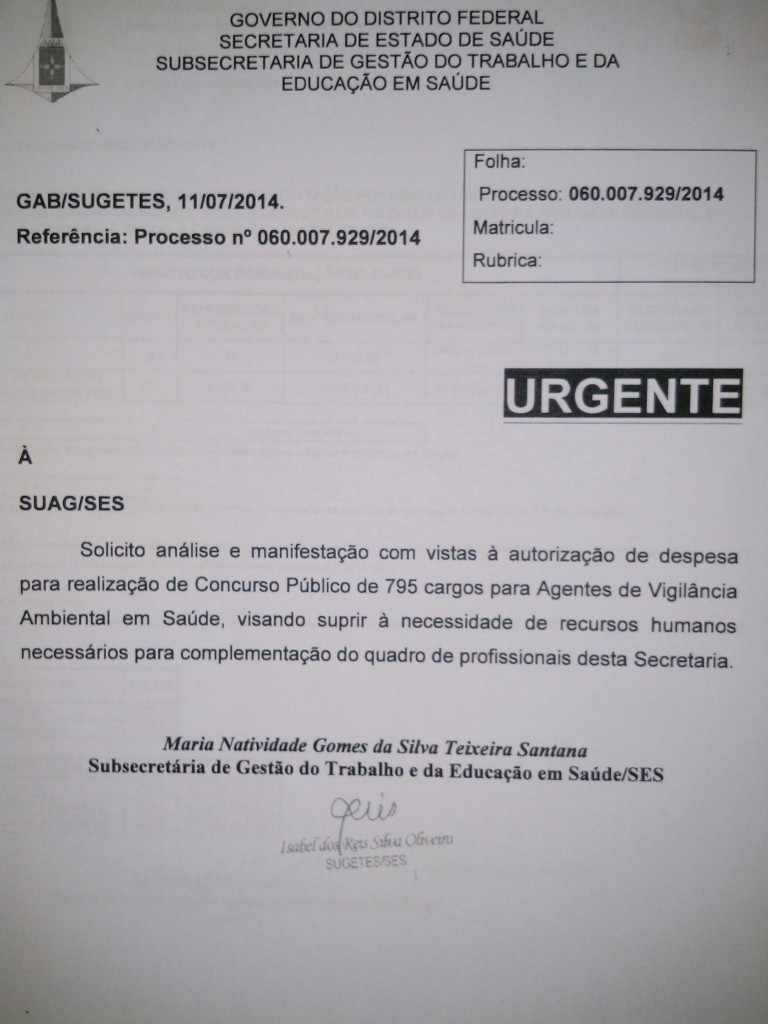 GOVERNO DO DISTRITO FEDERAL
SECRETARIA DE ESTADO DE SAÚDE
SUBSECRETARIA DE GESTÃO DO TRABALHO E DA
EDUCAÇÃO EM SAÚDE
Folha:
Processo: 060.007.929/2014
Matricula:
Rubrica:
GAB/SUGETES, 11/07/2014.
Referência: Processo nº 060.007.929/2014
URGENTE
À
SUAG/SES
Solicito análise e manifestação com vistas à autorização de despesa
para realização de Concurso Público de 795 cargos para Agentes de Vigilância
Ambiental em Saúde, visando suprir à necessidade de recursos humanos
necessários para complementação do quadro de profissionais desta Secretaria.
Maria Natividade Gomes da Silva Teixeira Santana
Subsecretária de Gestão do Trabalho e da Educação em Saúde/SES
Isabel dos Reis Silva Oliveira
SUGETES/SES